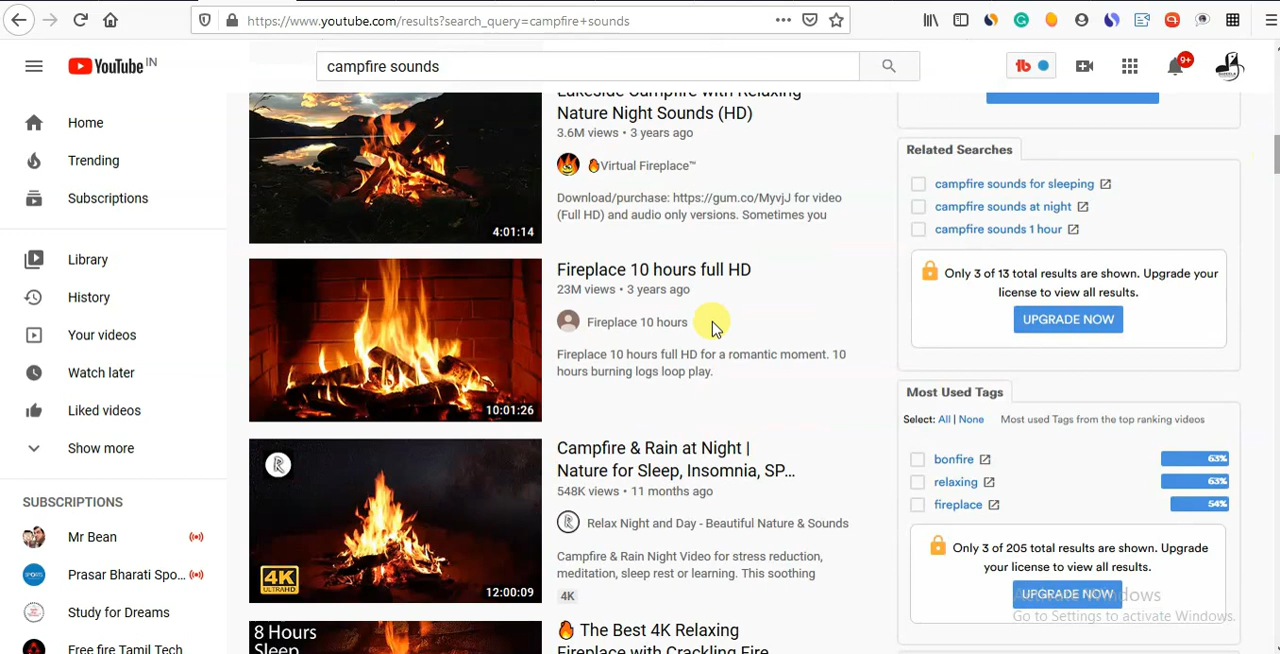 https://www.youtube.com/results?search_query=campfire+sounds
YouTube IN
campfire sounds
9+
Home
Trending
Subscriptions
Library
History
Your videos
Watch later
Liked videos
Show more
SUBSCRIPTIONS
Mr Bean
Prasar Bharati Spo...
Study for Dreams
Free fire Tamil Tech
4:01:14
Lakeside Campfire with Relaxing
Nature Night Sounds (HD)
3.6M views • 3 years ago
🔥Virtual Fireplace™
Download/purchase: https://gum.co/MyvjJ for video
(Full HD) and audio only versions. Sometimes you
10:01:26
Fireplace 10 hours full HD
23M views • 3 years ago
Fireplace 10 hours
Fireplace 10 hours full HD for a romantic moment. 10
hours burning logs loop play.
R
4K
ULTRA HD
12:00:09
Campfire & Rain at Night |
Nature for Sleep, Insomnia, SP...
548K views • 11 months ago
R
Relax Night and Day - Beautiful Nature & Sounds
Campfire & Rain Night Video for stress reduction,
meditation, sleep rest or learning. This soothing
4K
8 Hours
Sleep
🔥 The Best 4K Relaxing
Fireplace with Crackling Fire
Related Searches
campfire sounds for sleeping
campfire sounds at night
campfire sounds 1 hour
Only 3 of 13 total results are shown. Upgrade your
license to view all results.
UPGRADE NOW
Most Used Tags
Select: All | None Most used Tags from the top ranking videos
bonfire 63%
relaxing 63%
fireplace 54%
Only 3 of 205 total results are shown. Upgrade
your license to view all results.
UPGRADE NOW
Activate Windows
Go to Settings to activate Windows.